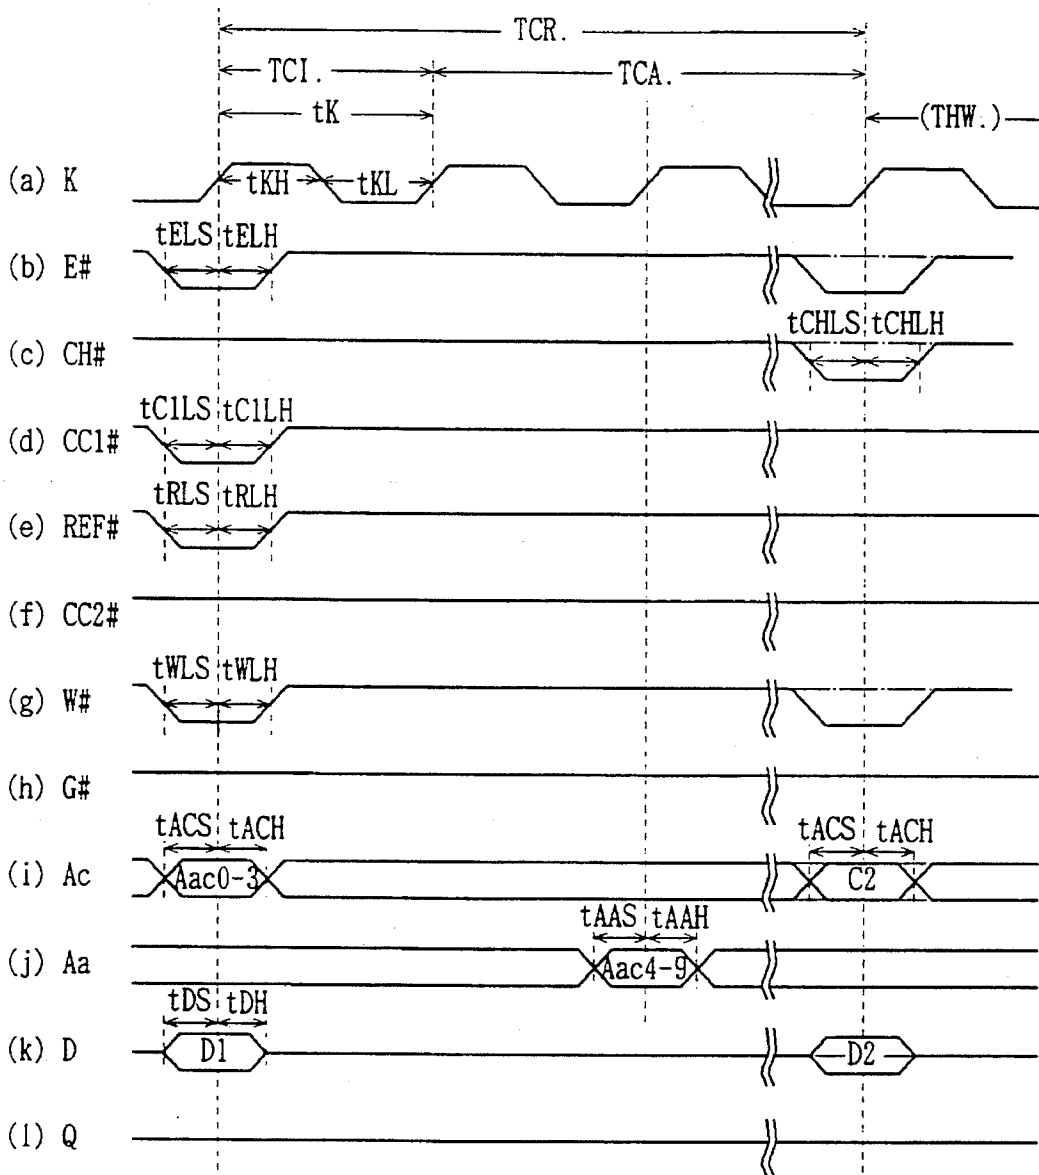 TCR.
TCI. TCA.
tK (THW.)
(a) K tKH tKL
tELS tELH
(b) E#
tCHLS tCHLH
(c) CH#
tC1LS tC1LH
(d) CC1#
tRLS tRLH
(e) REF#
(f) CC2#
tWLS tWLH
(g) W#
(h) G#
tACS tACH tACS tACH
(i) Ac Aac0-3 C2
tAAS tAAH
(j) Aa Aac4-9
tDS tDH
(k) D D1 D2
(l) Q